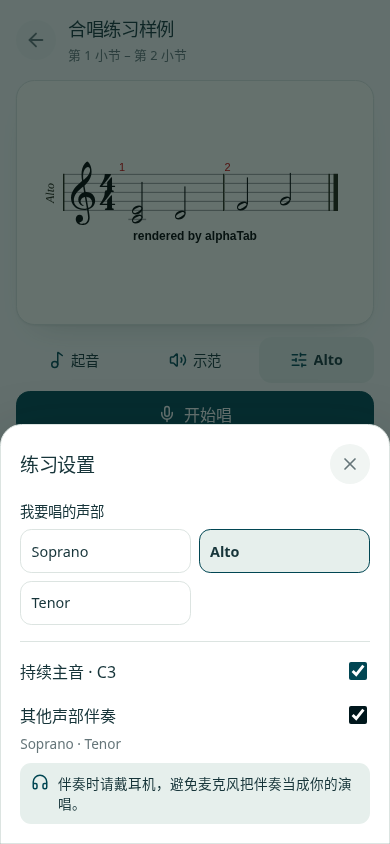 合唱练习样例
第 1 小节 – 第 2 小节
1
2
Alto
rendered by alphaTab
起音
示范
Alto
开始唱
练习设置
我要唱的声部
Soprano
Alto
Tenor
持续主音 · C3
其他声部伴奏
Soprano · Tenor
伴奏时请戴耳机，避免麦克风把伴奏当成你的演
唱。